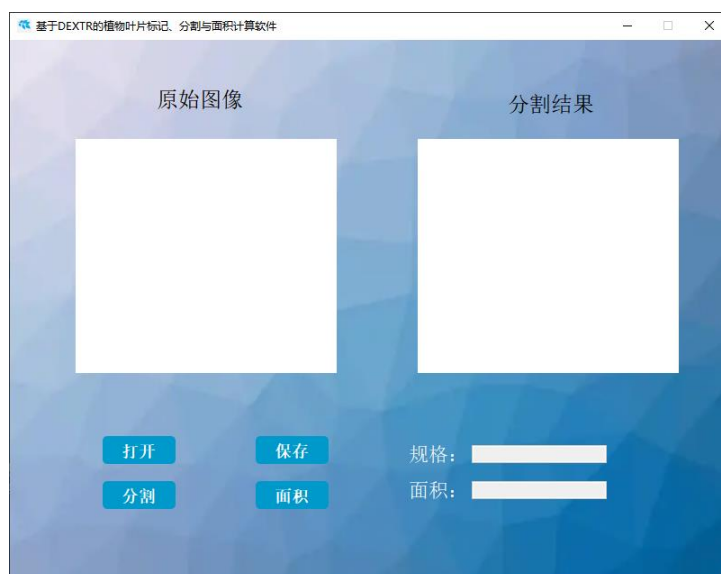 基于DEXTR的植物叶片标记、分割与面积计算软件
原始图像
分割结果
打开
保存
规格：
分割
面积
面积：